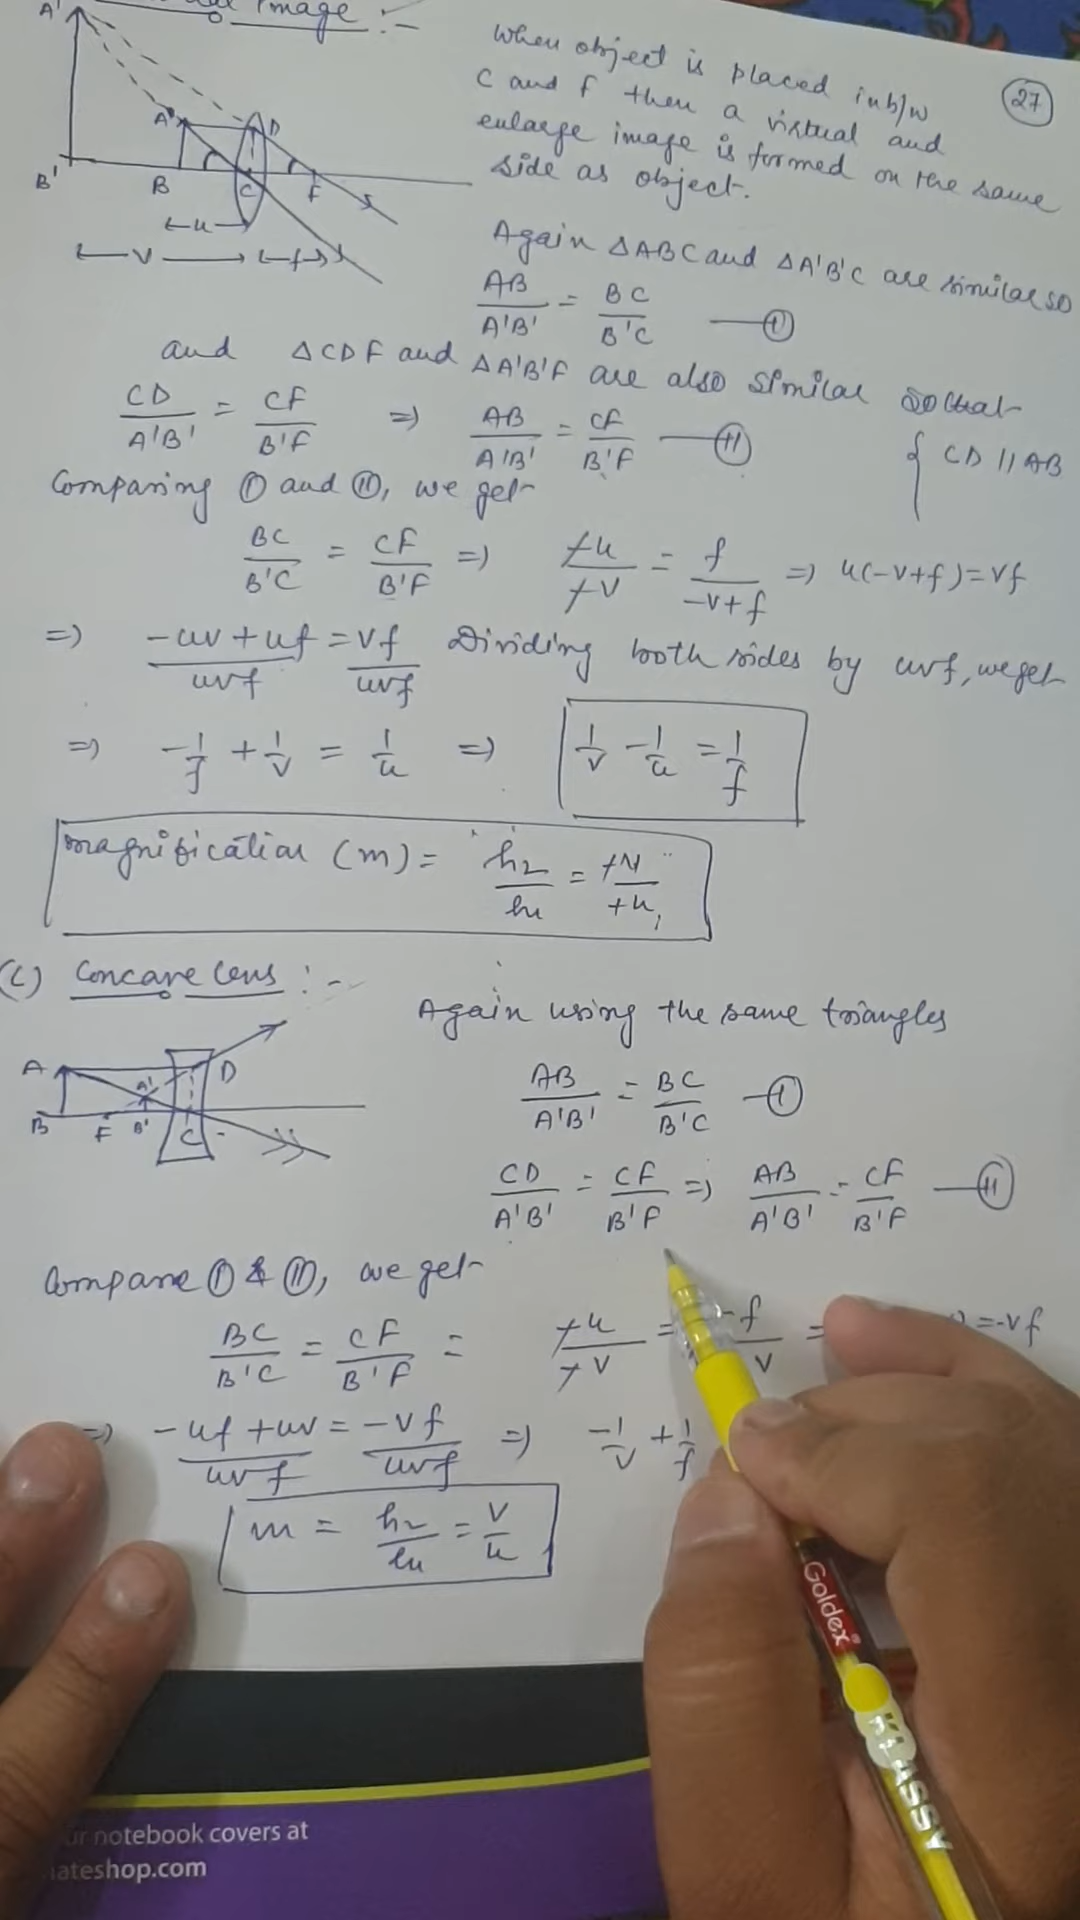 Image :-
When object is placed in b/w
C and f then a virtual and
enlarge image is formed on the same
side as object.
27
A'
A
D
B'
B
C
F
u
v
f
Again ΔABC and ΔA'B'C are similar so
AB/A'B' = BC/B'C — (I)
and ΔCDF and ΔA'B'F are also similar so that
CD/A'B' = CF/B'F ⇒ AB/A'B' = CF/B'F — (II) { CD || AB
Comparing (I) and (II), we get
BC/B'C = CF/B'F ⇒ +u/+v = f/-v+f ⇒ u(-v+f)=vf
⇒ -uv+uf/uvf = vf/uvf Dividing both sides by uvf, we get
⇒ -1/f + 1/v = 1/u ⇒ 1/v - 1/u = 1/f
magnification (m) = h2/h1 = +v/+u
(C) Concave lens :-
A
D
A'
B
F
B'
C
Again using the same triangles
AB/A'B' = BC/B'C — (I)
CD/A'B' = CF/B'F ⇒ AB/A'B' = CF/B'F — (II)
Compare (I) & (II), we get
BC/B'C = CF/B'F = +u/+v = -f/ v = = -vf
⇒ -uf+uv/uvf = -vf/uvf ⇒ -1/v + 1/f
m = h2/h1 = v/u
Goldex
KLASSY
ur notebook covers at
ateshop.com